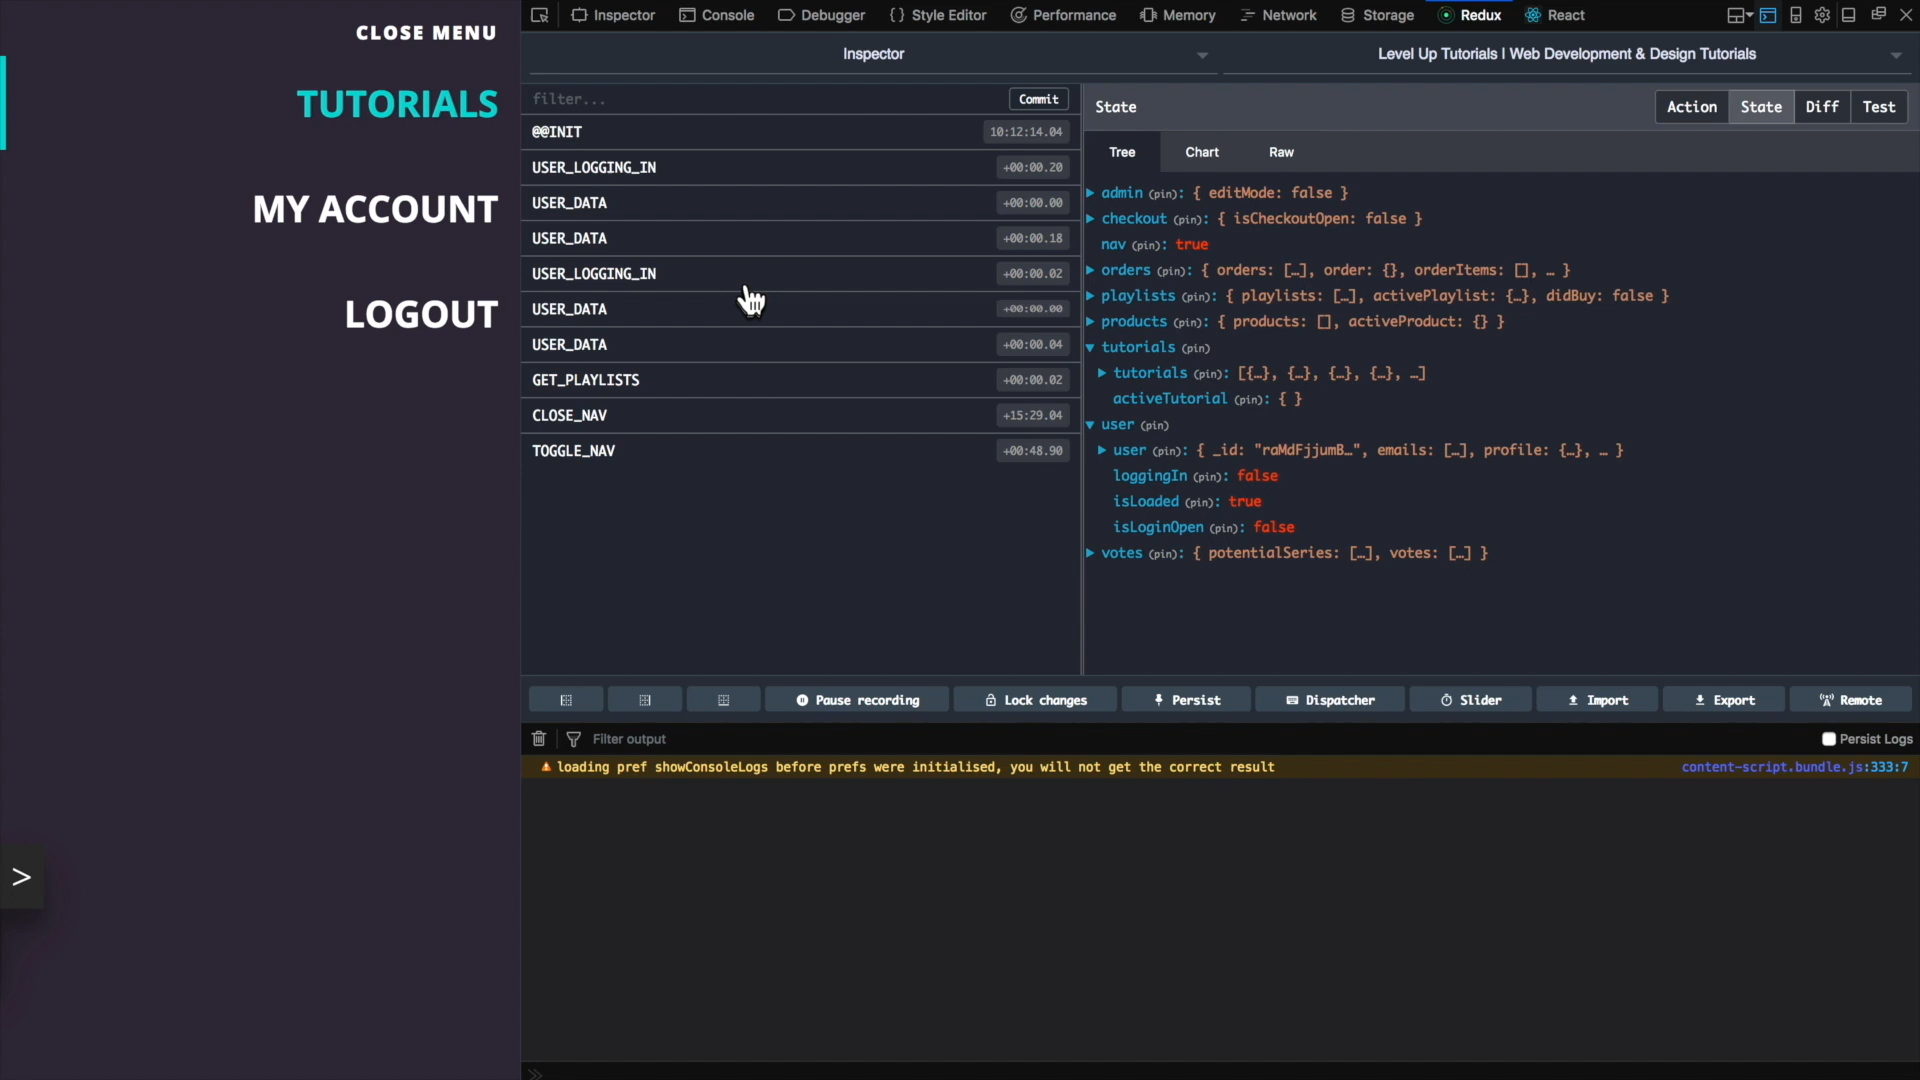 CLOSE MENU
TUTORIALS
MY ACCOUNT
LOGOUT
>
Inspector Console Debugger { } Style Editor Performance Memory Network Storage Redux React
Inspector Level Up Tutorials | Web Development & Design Tutorials
filter... Commit
@@INIT 10:12:14.04
USER_LOGGING_IN +00:00.20
USER_DATA +00:00.00
USER_DATA +00:00.18
USER_LOGGING_IN +00:00.02
USER_DATA +00:00.00
USER_DATA +00:00.04
GET_PLAYLISTS +00:00.02
CLOSE_NAV +15:29.04
TOGGLE_NAV +00:48.90
State Action State Diff Test
Tree Chart Raw
admin (pin): { editMode: false }
checkout (pin): { isCheckoutOpen: false }
nav (pin): true
orders (pin): { orders: […], order: {}, orderItems: [], … }
playlists (pin): { playlists: […], activePlaylist: {…}, didBuy: false }
products (pin): { products: [], activeProduct: {} }
tutorials (pin)
tutorials (pin): [{…}, {…}, {…}, {…}, …]
activeTutorial (pin): { }
user (pin)
user (pin): { _id: "raMdFjjumB…", emails: […], profile: {…}, … }
loggingIn (pin): false
isLoaded (pin): true
isLoginOpen (pin): false
votes (pin): { potentialSeries: […], votes: […] }
Pause recording Lock changes Persist Dispatcher Slider Import Export Remote
Filter output Persist Logs
loading pref showConsoleLogs before prefs were initialised, you will not get the correct result content-script.bundle.js:333:7
»